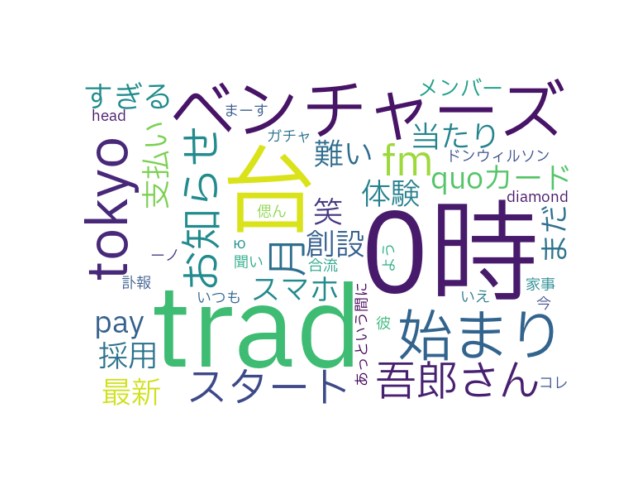 すぎる
head
ベンチャーズ
まーす
メンバー
ガチャ
難い
当たり
ドンウィルソン
tokyo
支払い
お知らせ
台
fm
quoカード
diamond
体験
偲ん
笑
0時
まだ
創設
月
ю
聞い
合流
よう
訃報
ーノ
いつも
スマホ
trad
あっという間に
彼
いえ
家事
今
pay
始まり
採用
最新
スタート
吾郎さん
コレ